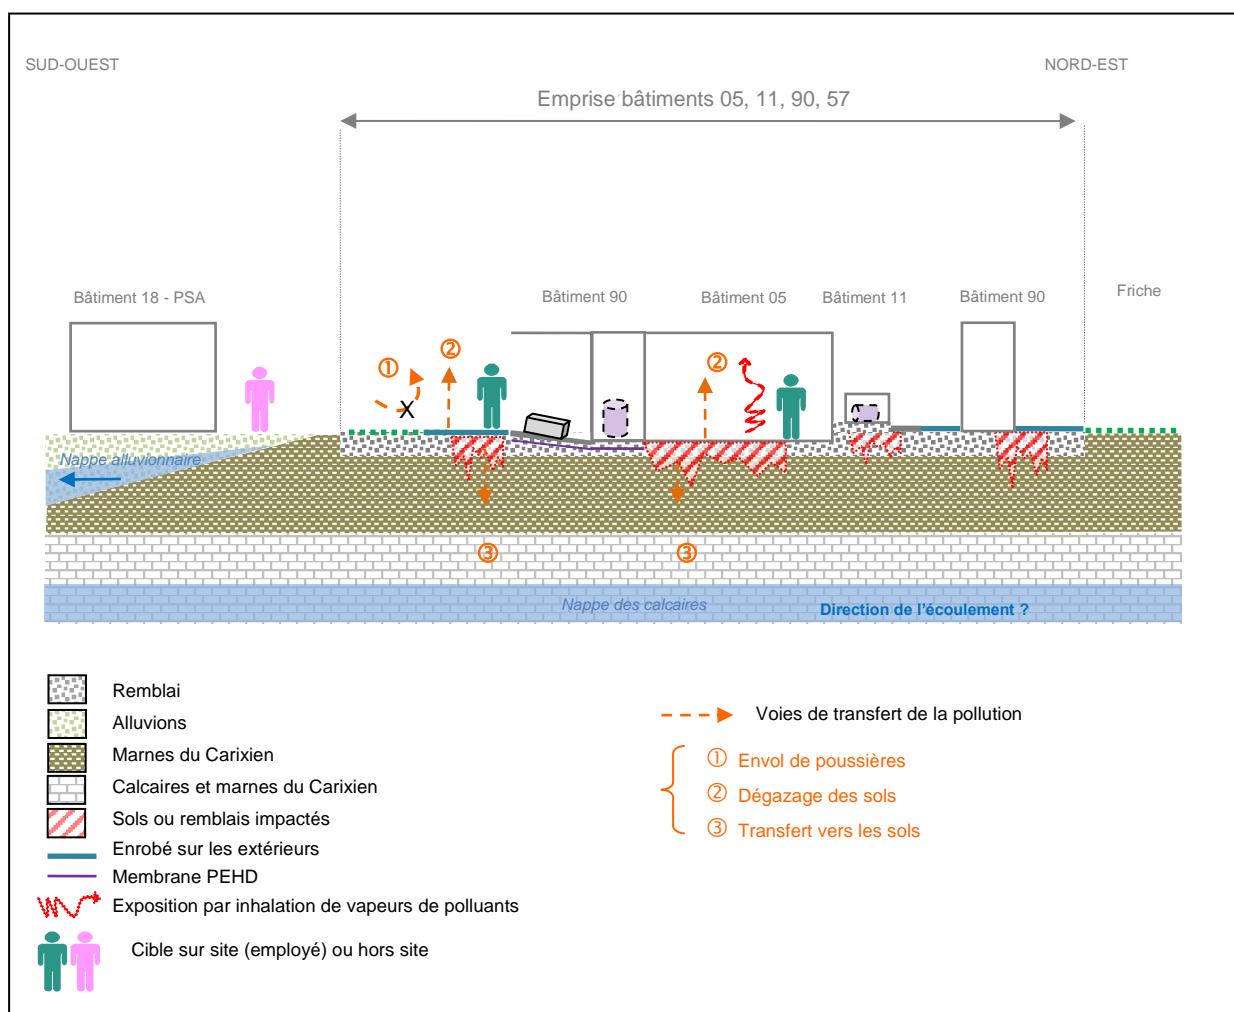 SUD-OUEST
NORD-EST
Emprise bâtiments 05, 11, 90, 57
Bâtiment 18 - PSA
Bâtiment 90
Bâtiment 05
Bâtiment 11
Bâtiment 90
Friche
①
②
②
X
Nappe alluvionnaire
③
③
Nappe des calcaires
Direction de l'écoulement ?
Remblai
Alluvions
Marnes du Carixien
Calcaires et marnes du Carixien
Sols ou remblais impactés
Enrobé sur les extérieurs
Membrane PEHD
Exposition par inhalation de vapeurs de polluants
Cible sur site (employé) ou hors site
Voies de transfert de la pollution
① Envol de poussières
② Dégazage des sols
③ Transfert vers les sols